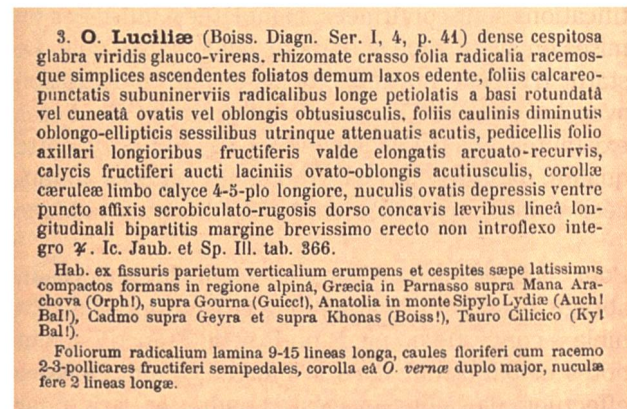 3. O. Luciliæ (Boiss. Diagn. Ser. I, 4, p. 41) dense cespitosa
glabra viridis glauco-virens. rhizomate crasso folia radicalia racemos-
que simplices ascendentes foliatos demum laxos edente, foliis calcareo-
punctatis subuninerviis radicalibus longe petiolatis a basi rotundatâ
vel cuneatâ ovatis vel oblongis obtusiusculis, foliis caulinis diminutis
oblongo-ellipticis sessilibus utrinque attenuatis acutis, pedicellis folio
axillari longioribus fructiferis valde elongatis arcuato-recurvis,
calycis fructiferi aucti laciniis ovato-oblongis acutiusculis, corollæ
cæruleæ limbo calyce 4-5-plo longiore, nuculis ovatis depressis ventre
puncto affixis scrobiculato-rugosis dorso concavis lævibus lineâ lon-
gitudinali bipartitis margine brevissimo erecto non introflexo inte-
gro ♃. Ic. Jaub. et Sp. Ill. tab. 366.
Hab. ex fissuris parietum verticalium erumpens et cespites sæpe latissimus
compactos formans in regione alpinâ, Græcia in Parnasso supra Mana Ara-
chova (Orph!), supra Gourna (Guicc!), Anatolia in monte Sipylo Lydiæ (Auch!
Bal!), Cadmo supra Geyra et supra Khonas (Boiss!), Tauro Cilicico (Ky!
Bal!).
Foliorum radicalium lamina 9-15 lineas longa, caules floriferi cum racemo
2-3-pollicares fructiferi semipedales, corolla eâ O. vernæ duplo major, nuculæ
fere 2 lineas longæ.